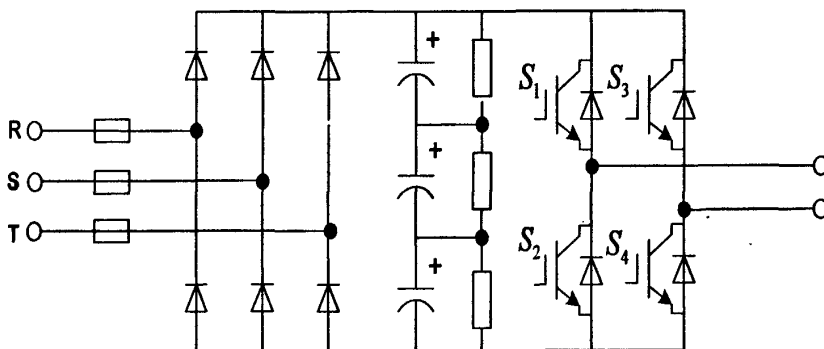 +
S₁
S₃
R
+
S
T
S₂
S₄
+